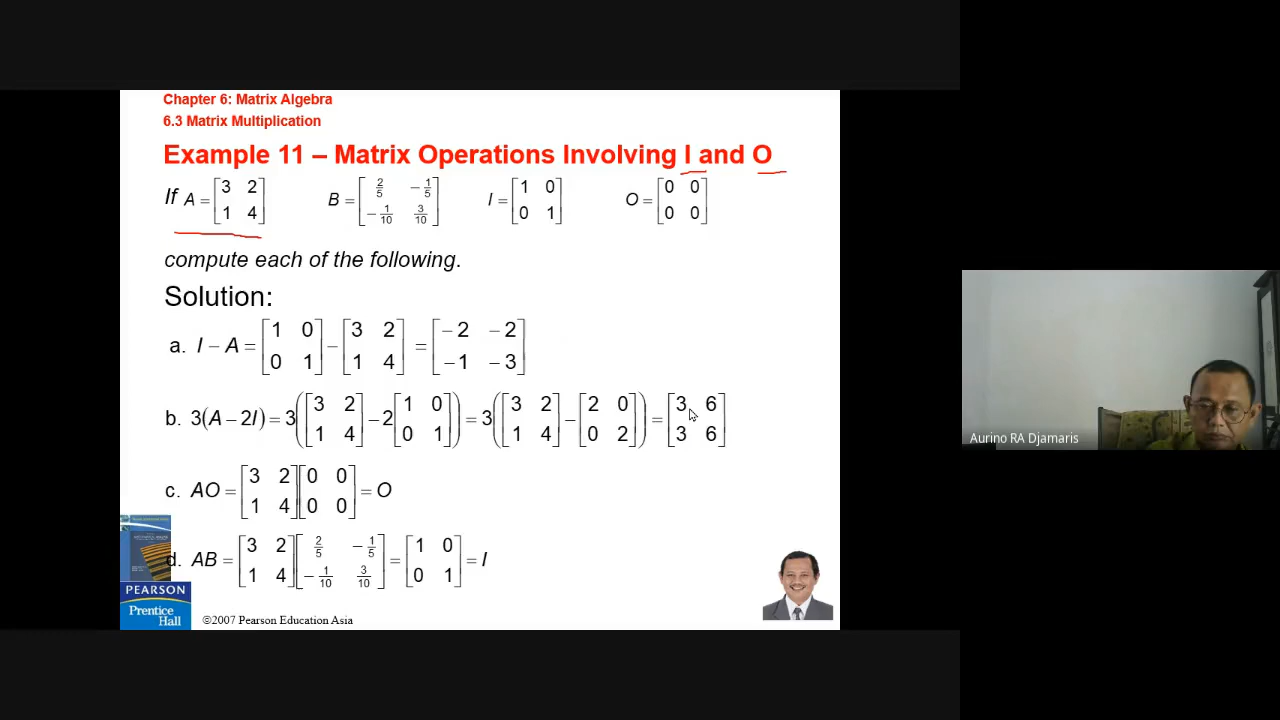 Chapter 6: Matrix Algebra
6.3 Matrix Multiplication
Example 11 – Matrix Operations Involving I and O
If A = [3 2; 1 4] B = [2/5 −1/5; −1/10 3/10] I = [1 0; 0 1] O = [0 0; 0 0]
compute each of the following.
Solution:
a. I − A = [1 0; 0 1] − [3 2; 1 4] = [−2 −2; −1 −3]
b. 3(A − 2I) = 3([3 2; 1 4] − 2[1 0; 0 1]) = 3([3 2; 1 4] − [2 0; 0 2]) = [3 6; 3 6]
c. AO = [3 2; 1 4][0 0; 0 0] = O
d. AB = [3 2; 1 4][2/5 −1/5; −1/10 3/10] = [1 0; 0 1] = I
PEARSON
Prentice
Hall
©2007 Pearson Education Asia
Aurino RA Djamaris